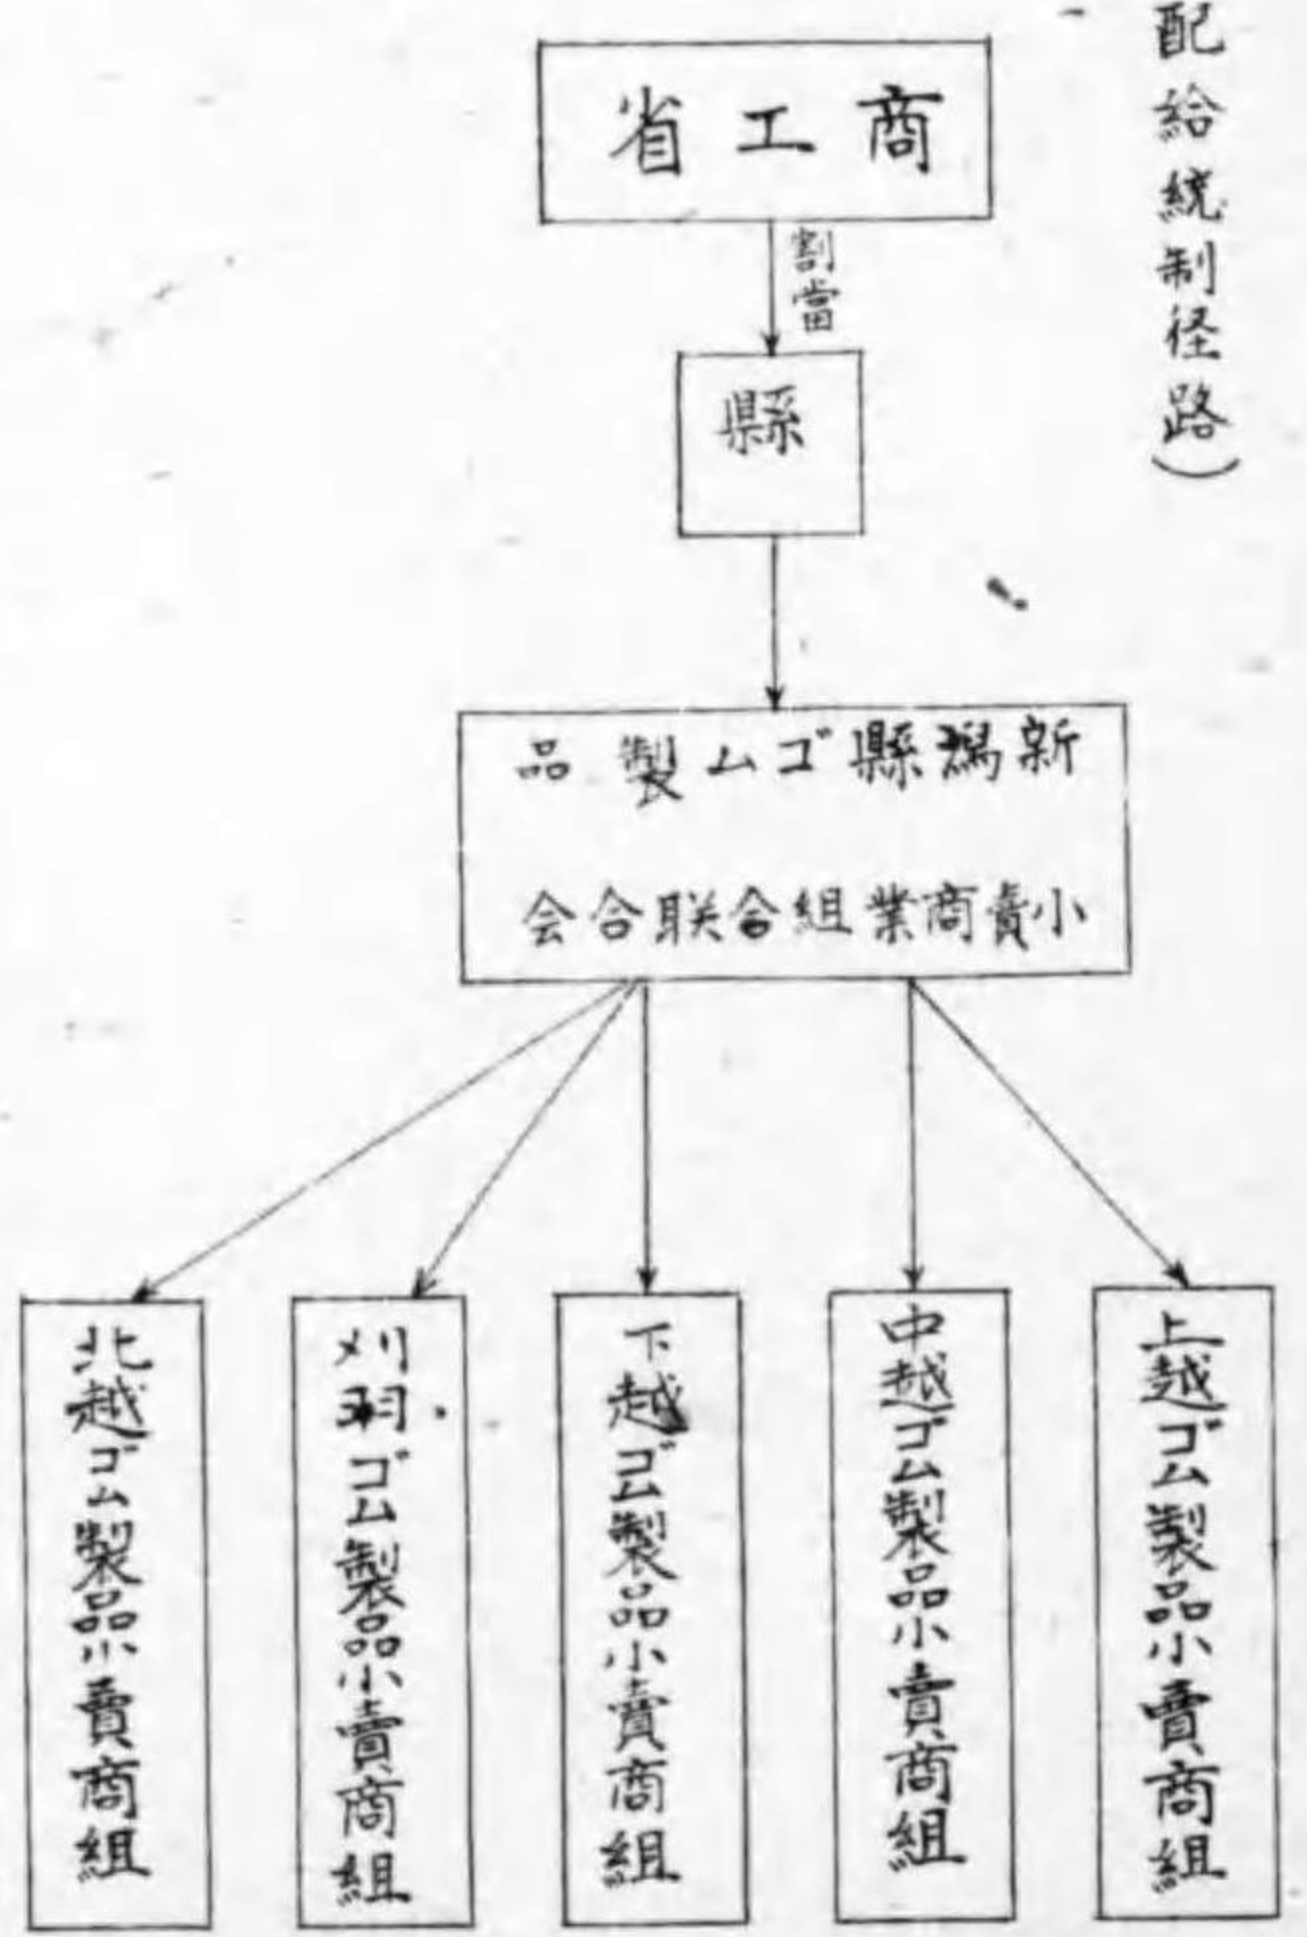 配給統制径路)
商工省
割當
縣
新潟縣ゴム製品
小賣商業組合联合会
上越ゴム製品小賣商組
中越ゴム製品小賣商組
下越ゴム製品小賣商組
刈羽ゴム製品小賣商組
北越ゴム製品小賣商組